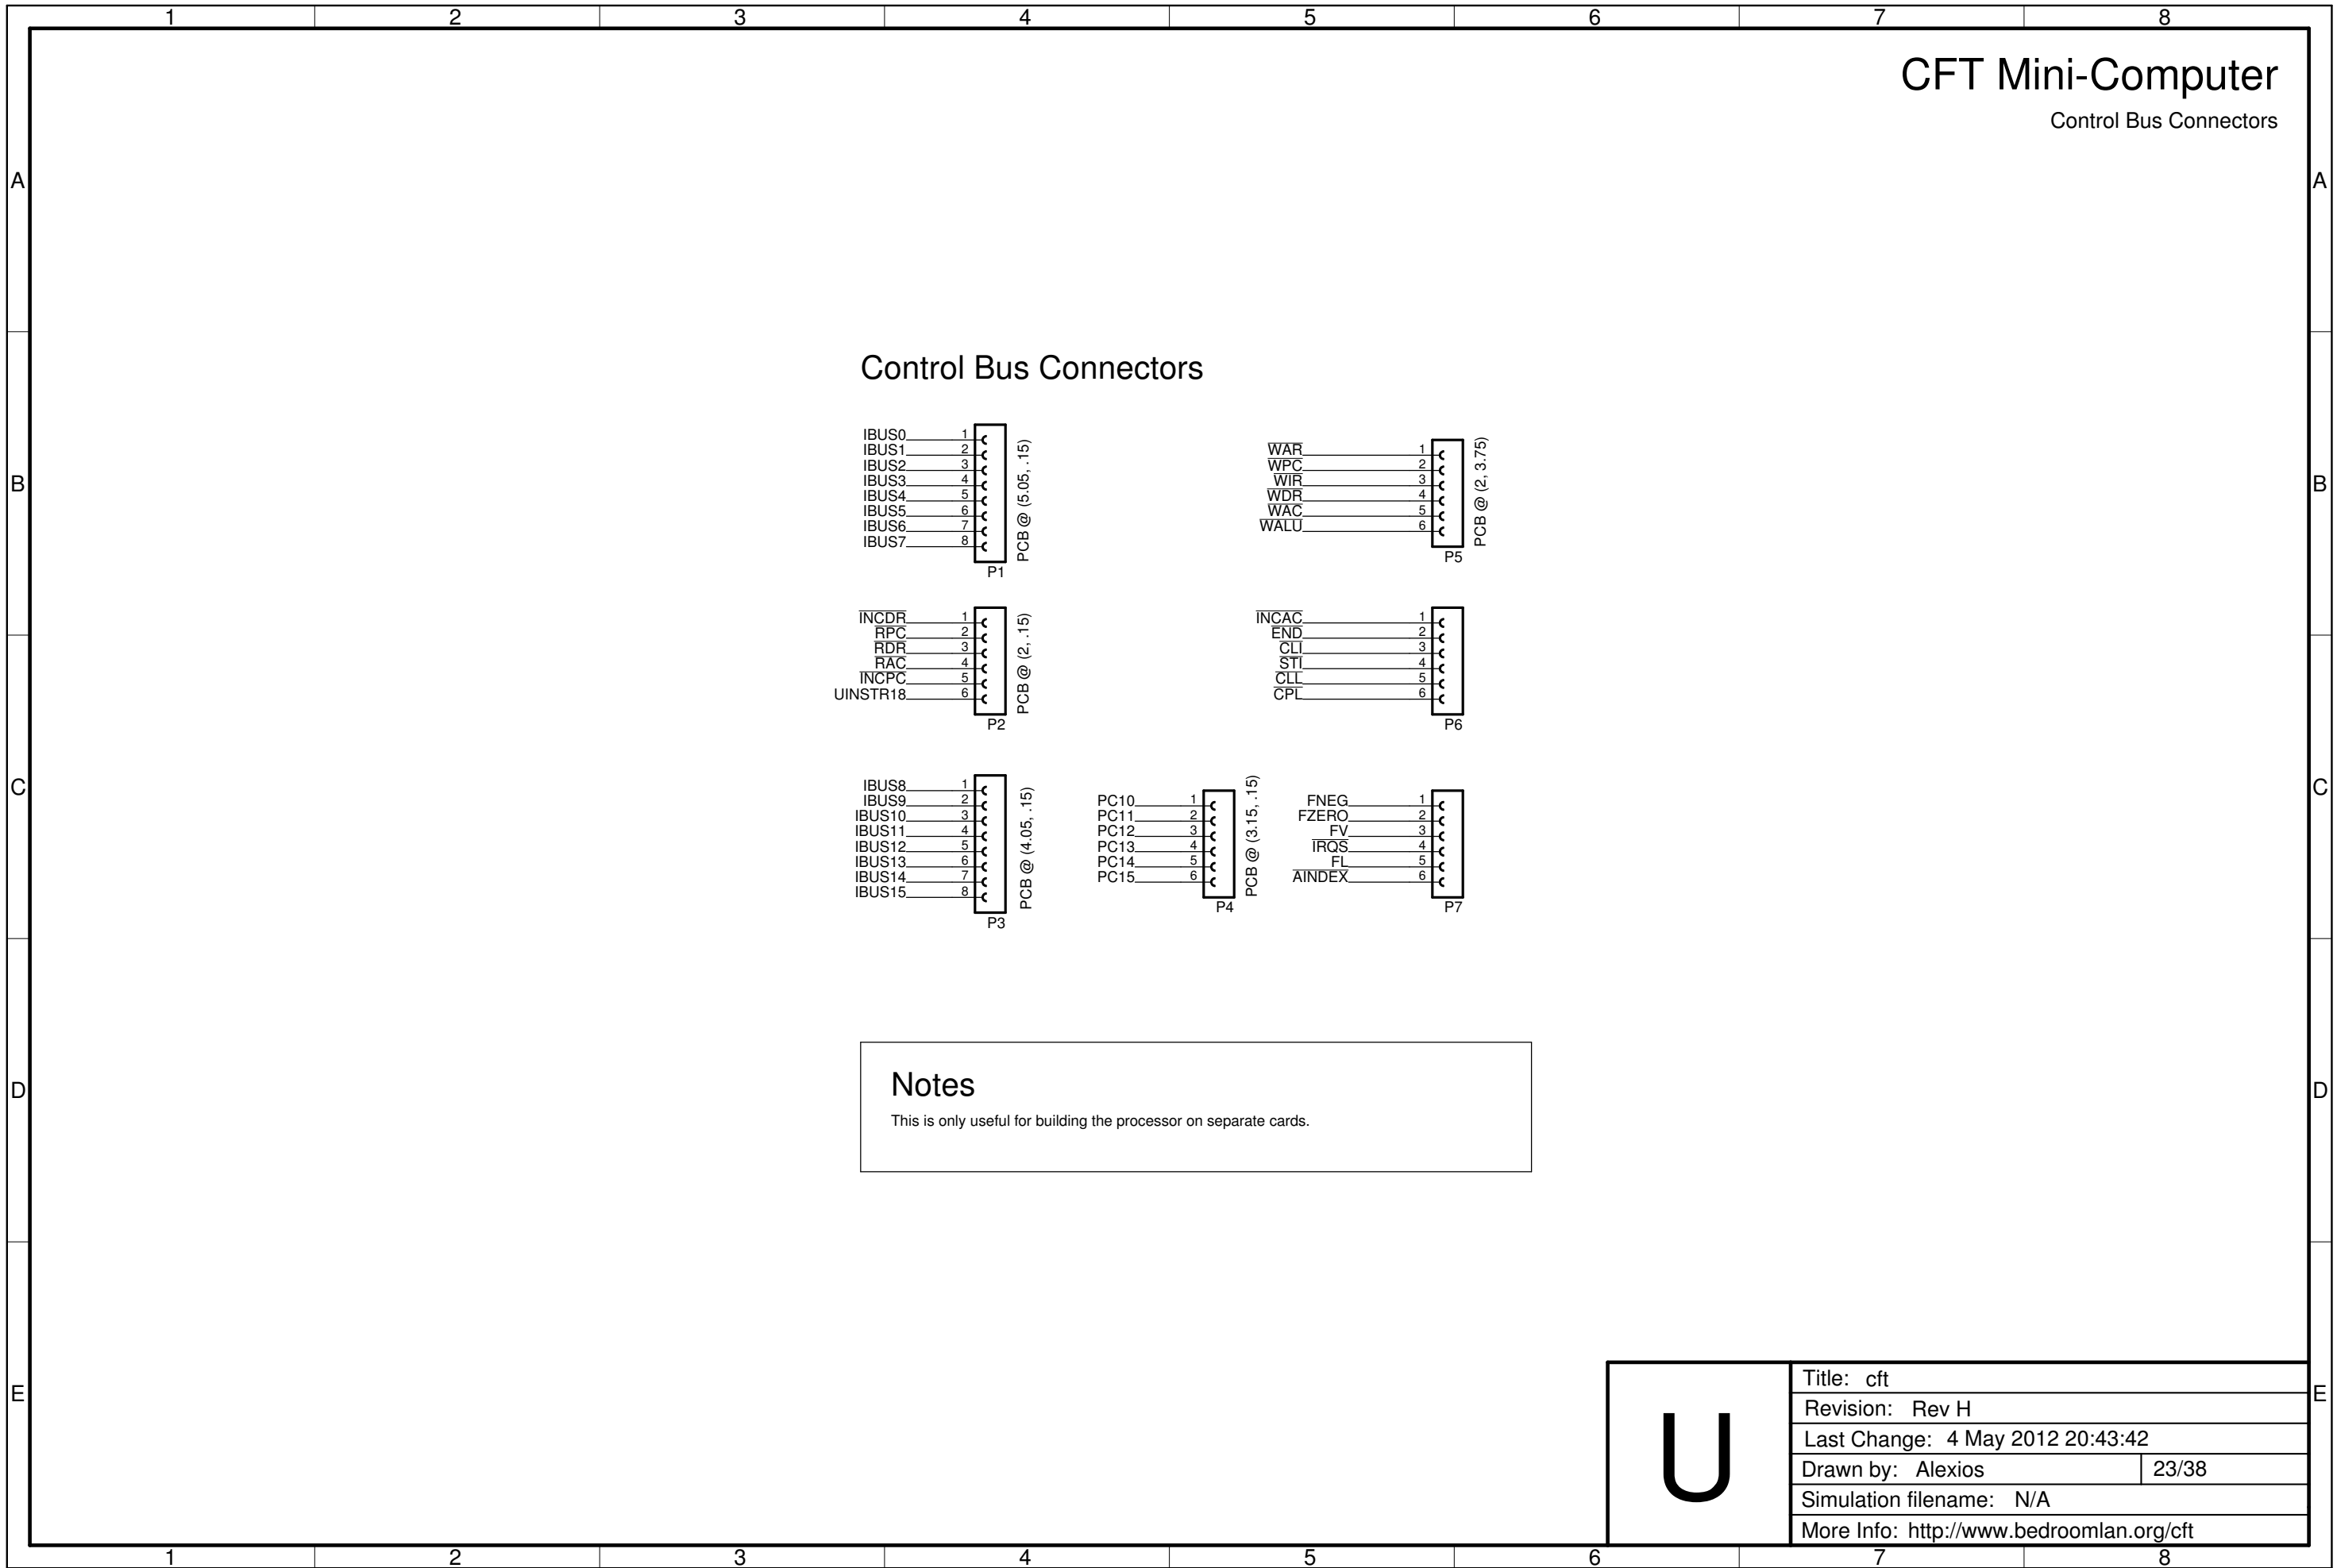 1 2 3 4 5 6 7 8
CFT Mini-Computer
Control Bus Connectors
A A
Control Bus Connectors
B B
IBUS0 1
IBUS1 2
IBUS2 3
IBUS3 4
IBUS4 5
IBUS5 6
IBUS6 7
IBUS7 8
PCB @ (5.05, .15)
P1
WAR 1
WPC 2
WIR 3
WDR 4
WAC 5
WALU 6
PCB @ (2, 3.75)
P5
INCDR 1
RPC 2
RDR 3
RAC 4
INCPC 5
UINSTR18 6
PCB @ (2, .15)
P2
INCAC 1
END 2
CLI 3
STI 4
CLL 5
CPL 6
P6
C C
IBUS8 1
IBUS9 2
IBUS10 3
IBUS11 4
IBUS12 5
IBUS13 6
IBUS14 7
IBUS15 8
PCB @ (4.05, .15)
P3
PC10 1
PC11 2
PC12 3
PC13 4
PC14 5
PC15 6
PCB @ (3.15, .15)
P4
FNEG 1
FZERO 2
FV 3
IRQS 4
FL 5
AINDEX 6
P7
D D
Notes
This is only useful for building the processor on separate cards.
E E
U
Title: cft
Revision: Rev H
Last Change: 4 May 2012 20:43:42
Drawn by: Alexios 23/38
Simulation filename: N/A
More Info: http://www.bedroomlan.org/cft
1 2 3 4 5 6 7 8